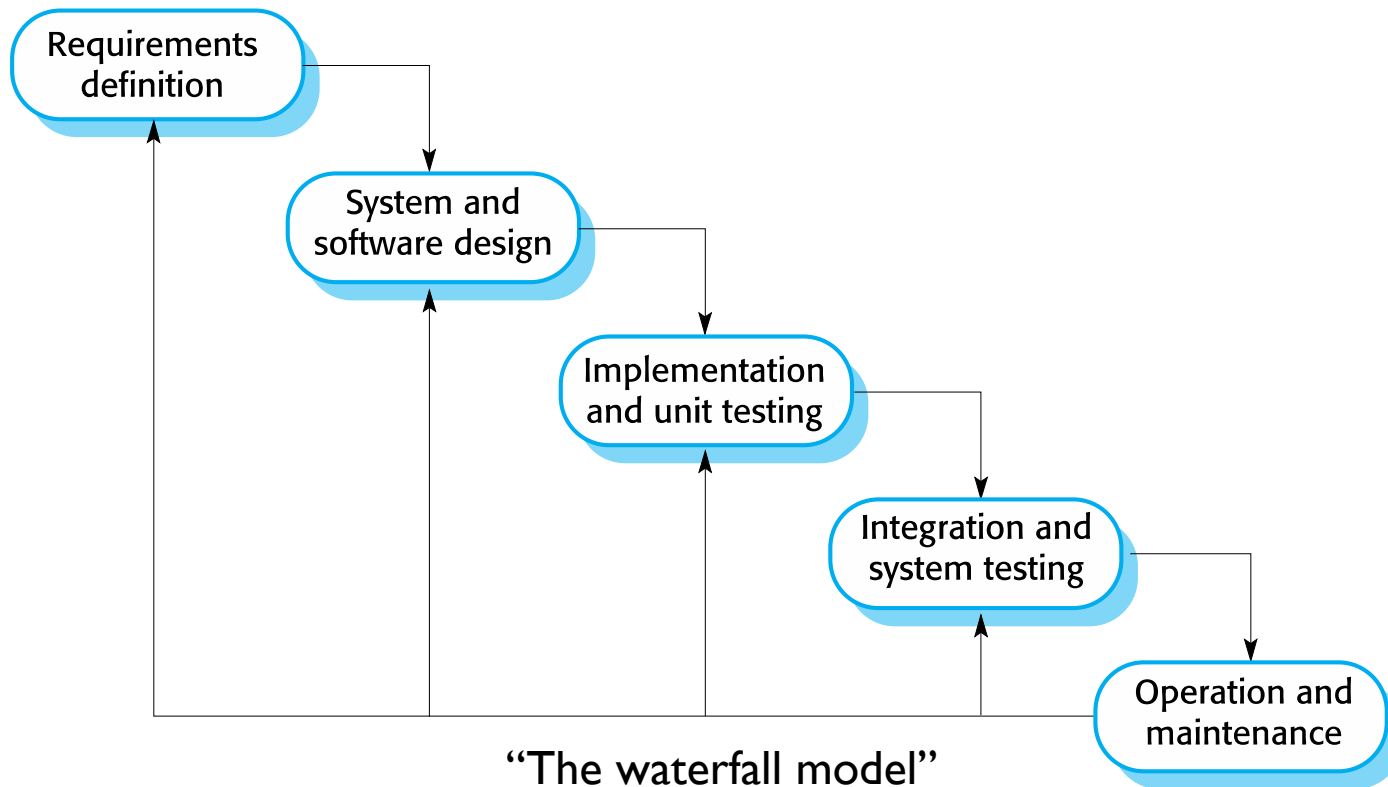 Requirements
definition
System and
software design
Implementation
and unit testing
Integration and
system testing
Operation and
maintenance
“The waterfall model”